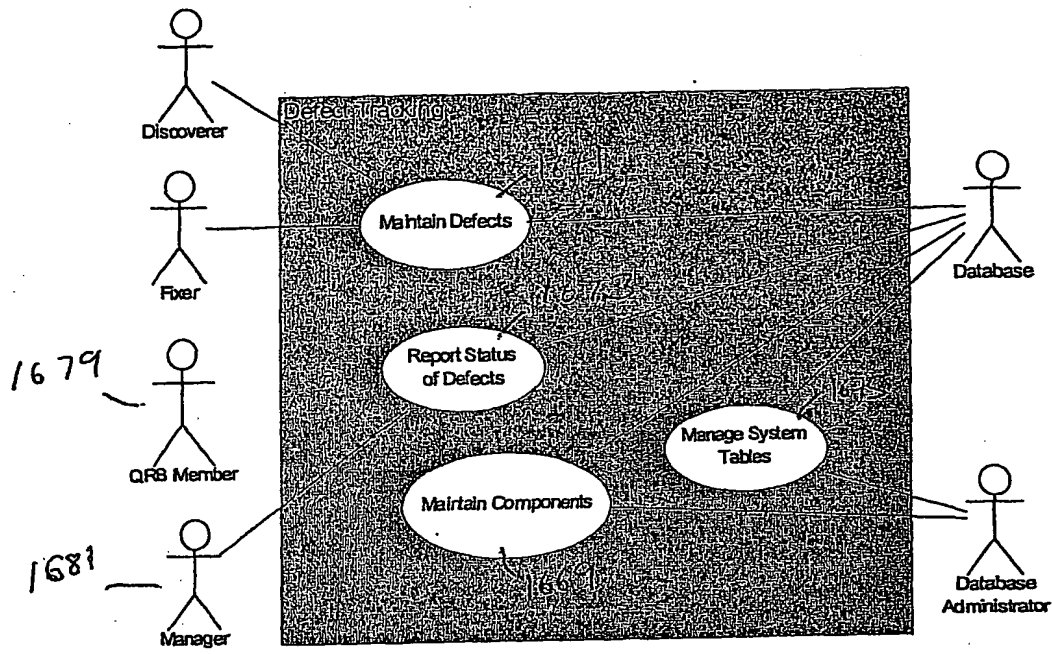 Discoverer
Defect Tracking
Maintain Defects
Fixer
Database
Report Status
of Defects
1679
QRB Member
Manage System
Tables
Maintain Components
1681
Manager
1669
Database
Administrator